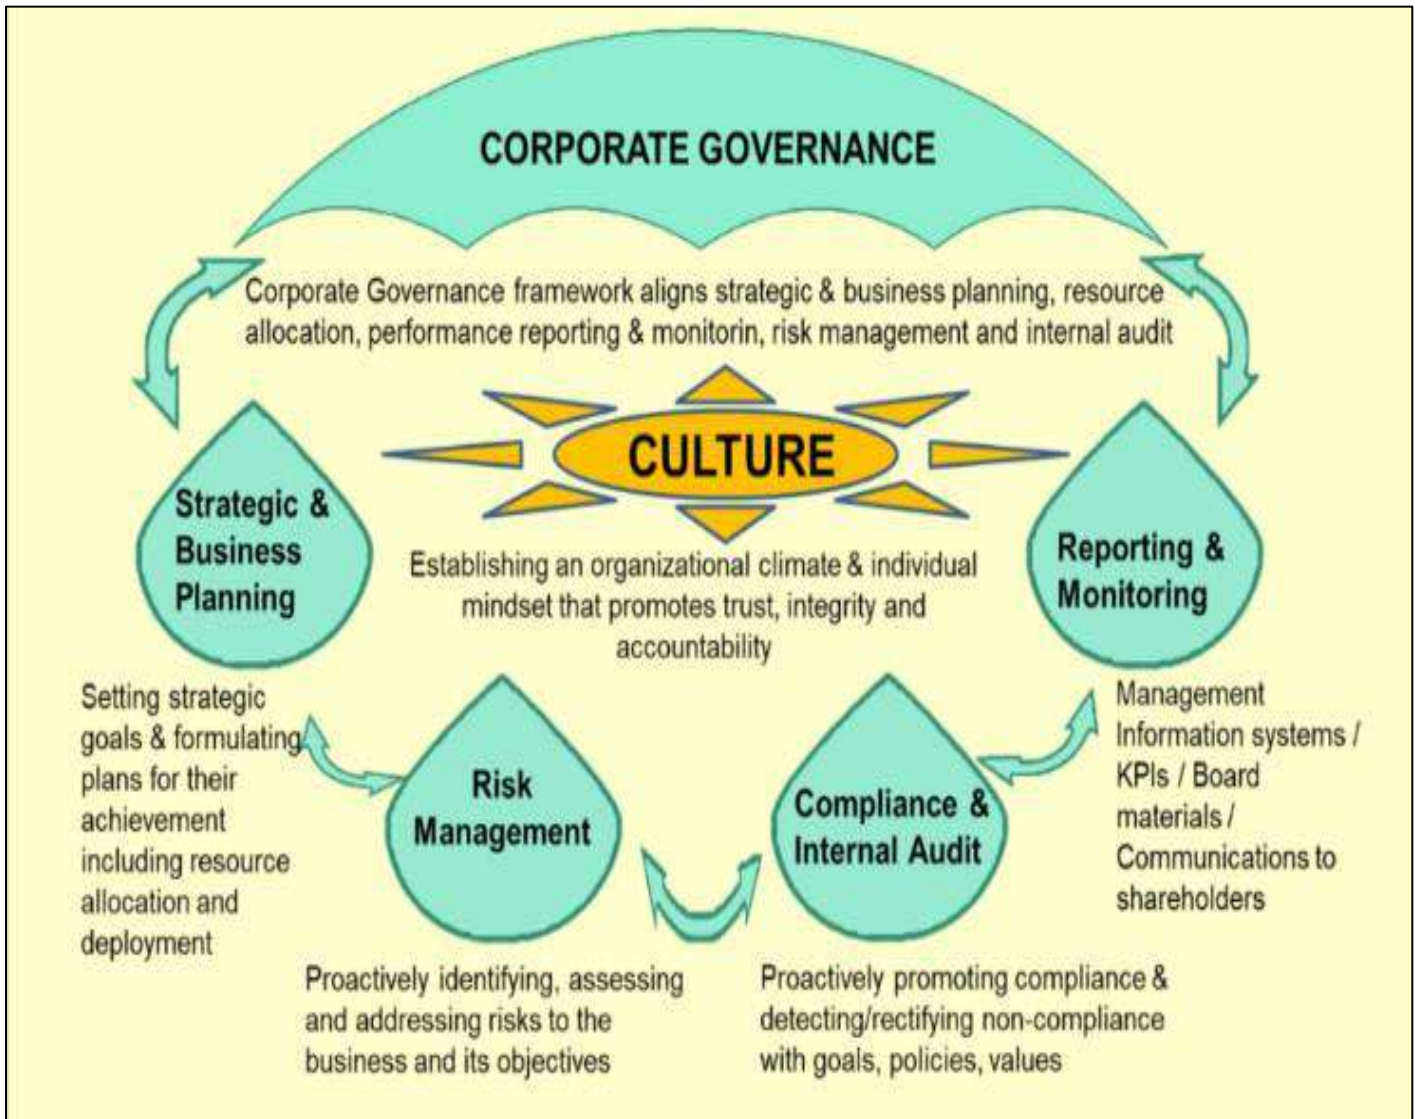 CORPORATE GOVERNANCE
Corporate Governance framework aligns strategic & business planning, resource
allocation, performance reporting & monitorin, risk management and internal audit
CULTURE
Establishing an organizational climate & individual
mindset that promotes trust, integrity and
accountability
Strategic &
Business
Planning
Setting strategic
goals & formulating
plans for their
achievement
including resource
allocation and
deployment
Risk
Management
Proactively identifying, assessing
and addressing risks to the
business and its objectives
Compliance &
Internal Audit
Proactively promoting compliance &
detecting/rectifying non-compliance
with goals, policies, values
Reporting &
Monitoring
Management
Information systems /
KPIs / Board
materials /
Communications to
shareholders